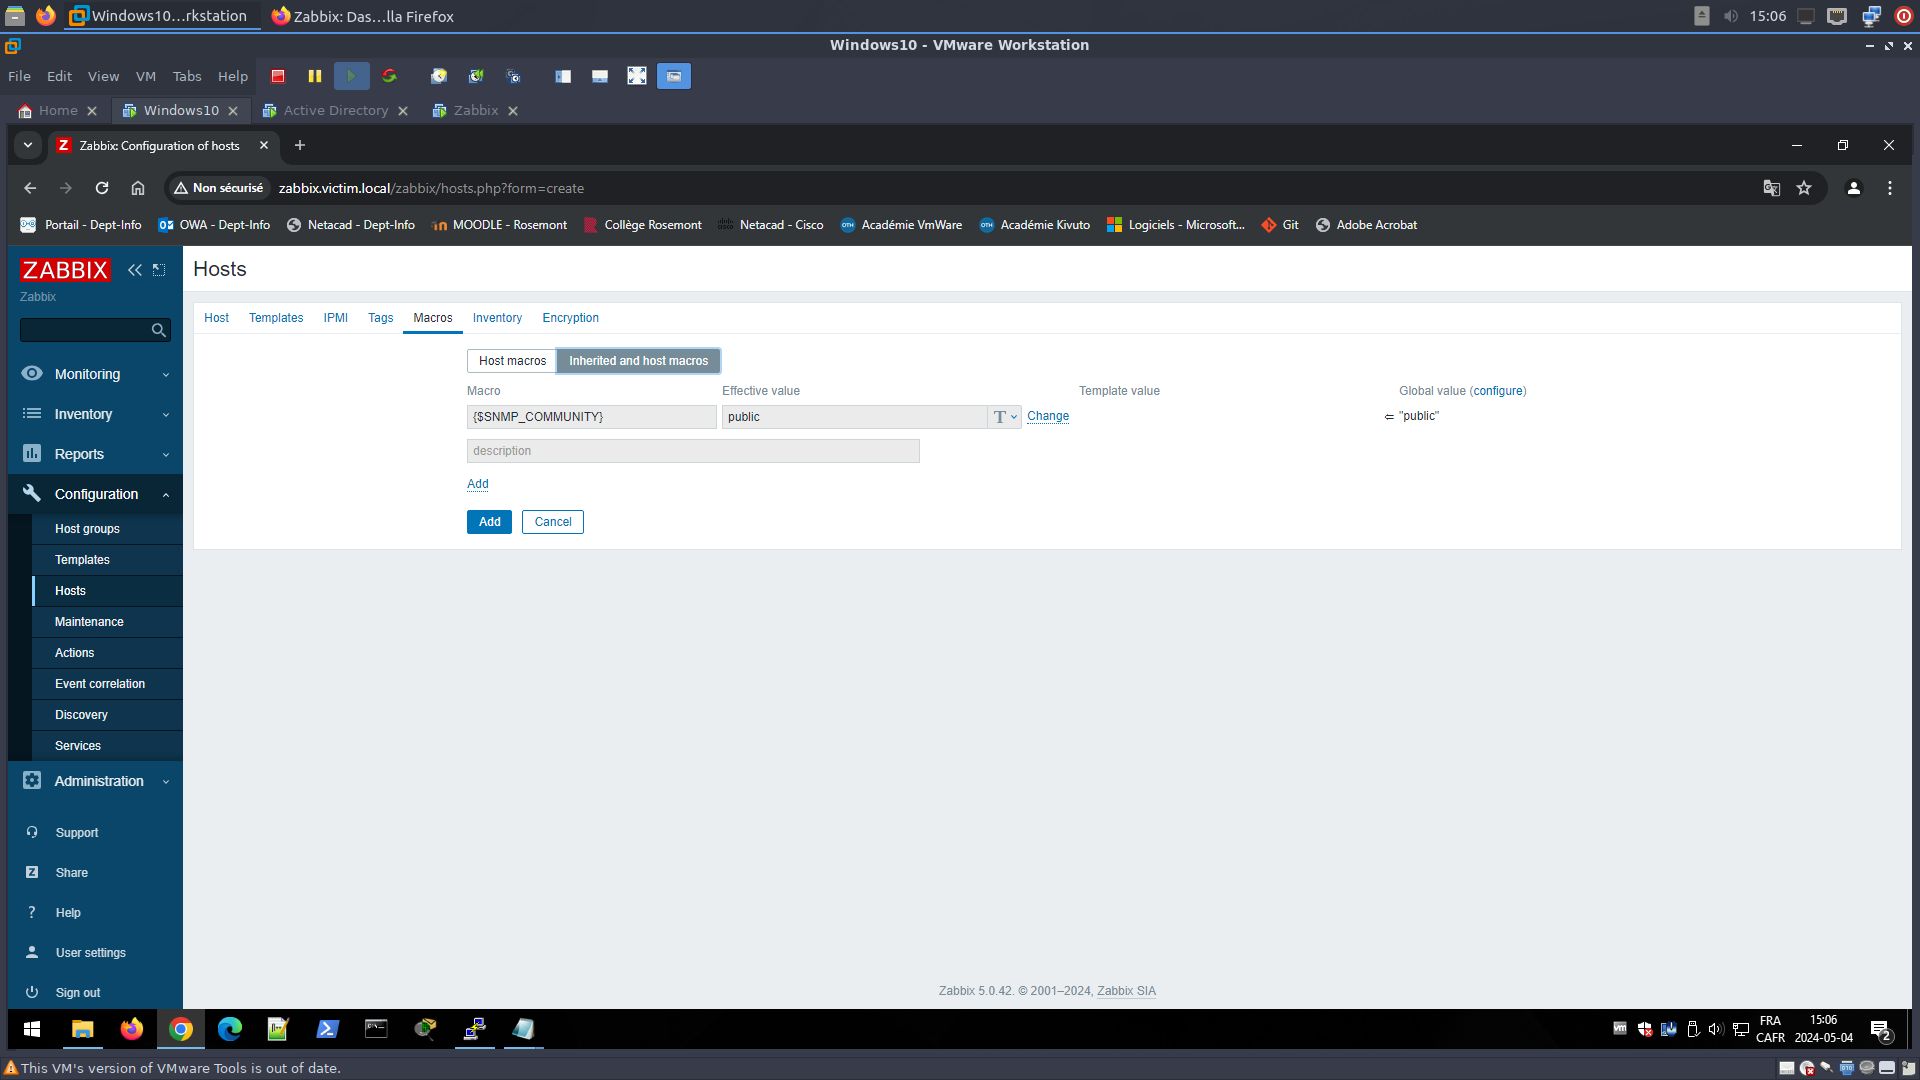 Windows10...rkstation
Zabbix: Das...lla Firefox
15:06
Windows10 - VMware Workstation
File Edit View VM Tabs Help
Home
Windows10
Active Directory
Zabbix
Zabbix: Configuration of hosts
Non sécurisé
zabbix.victim.local/zabbix/hosts.php?form=create
Portail - Dept-Info
OWA - Dept-Info
Netacad - Dept-Info
MOODLE - Rosemont
Collège Rosemont
Netacad - Cisco
Académie VmWare
Académie Kivuto
Logiciels - Microsoft...
Git
Adobe Acrobat
ZABBIX
Zabbix
Monitoring
Inventory
Reports
Configuration
Host groups
Templates
Hosts
Maintenance
Actions
Event correlation
Discovery
Services
Administration
Support
Share
Help
User settings
Sign out
Hosts
Host Templates IPMI Tags Macros Inventory Encryption
Host macros Inherited and host macros
Macro Effective value Template value Global value (configure)
{$SNMP_COMMUNITY} public T Change ⇐ "public"
description
Add
Add Cancel
Zabbix 5.0.42. © 2001–2024, Zabbix SIA
FRA
CAFR
15:06
2024-05-04
2
This VM's version of VMware Tools is out of date.